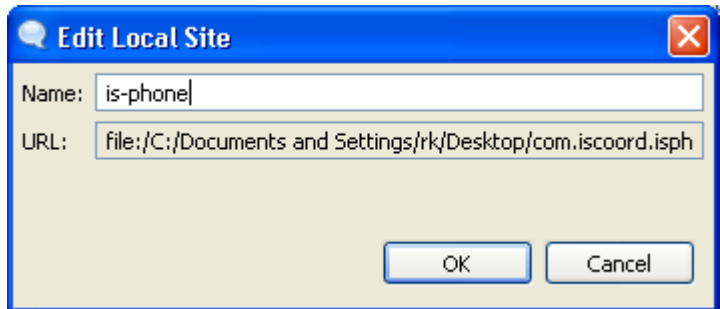 Edit Local Site
Name: is-phone
URL: file:/C:/Documents and Settings/rk/Desktop/com.iscoord.isph
OK Cancel